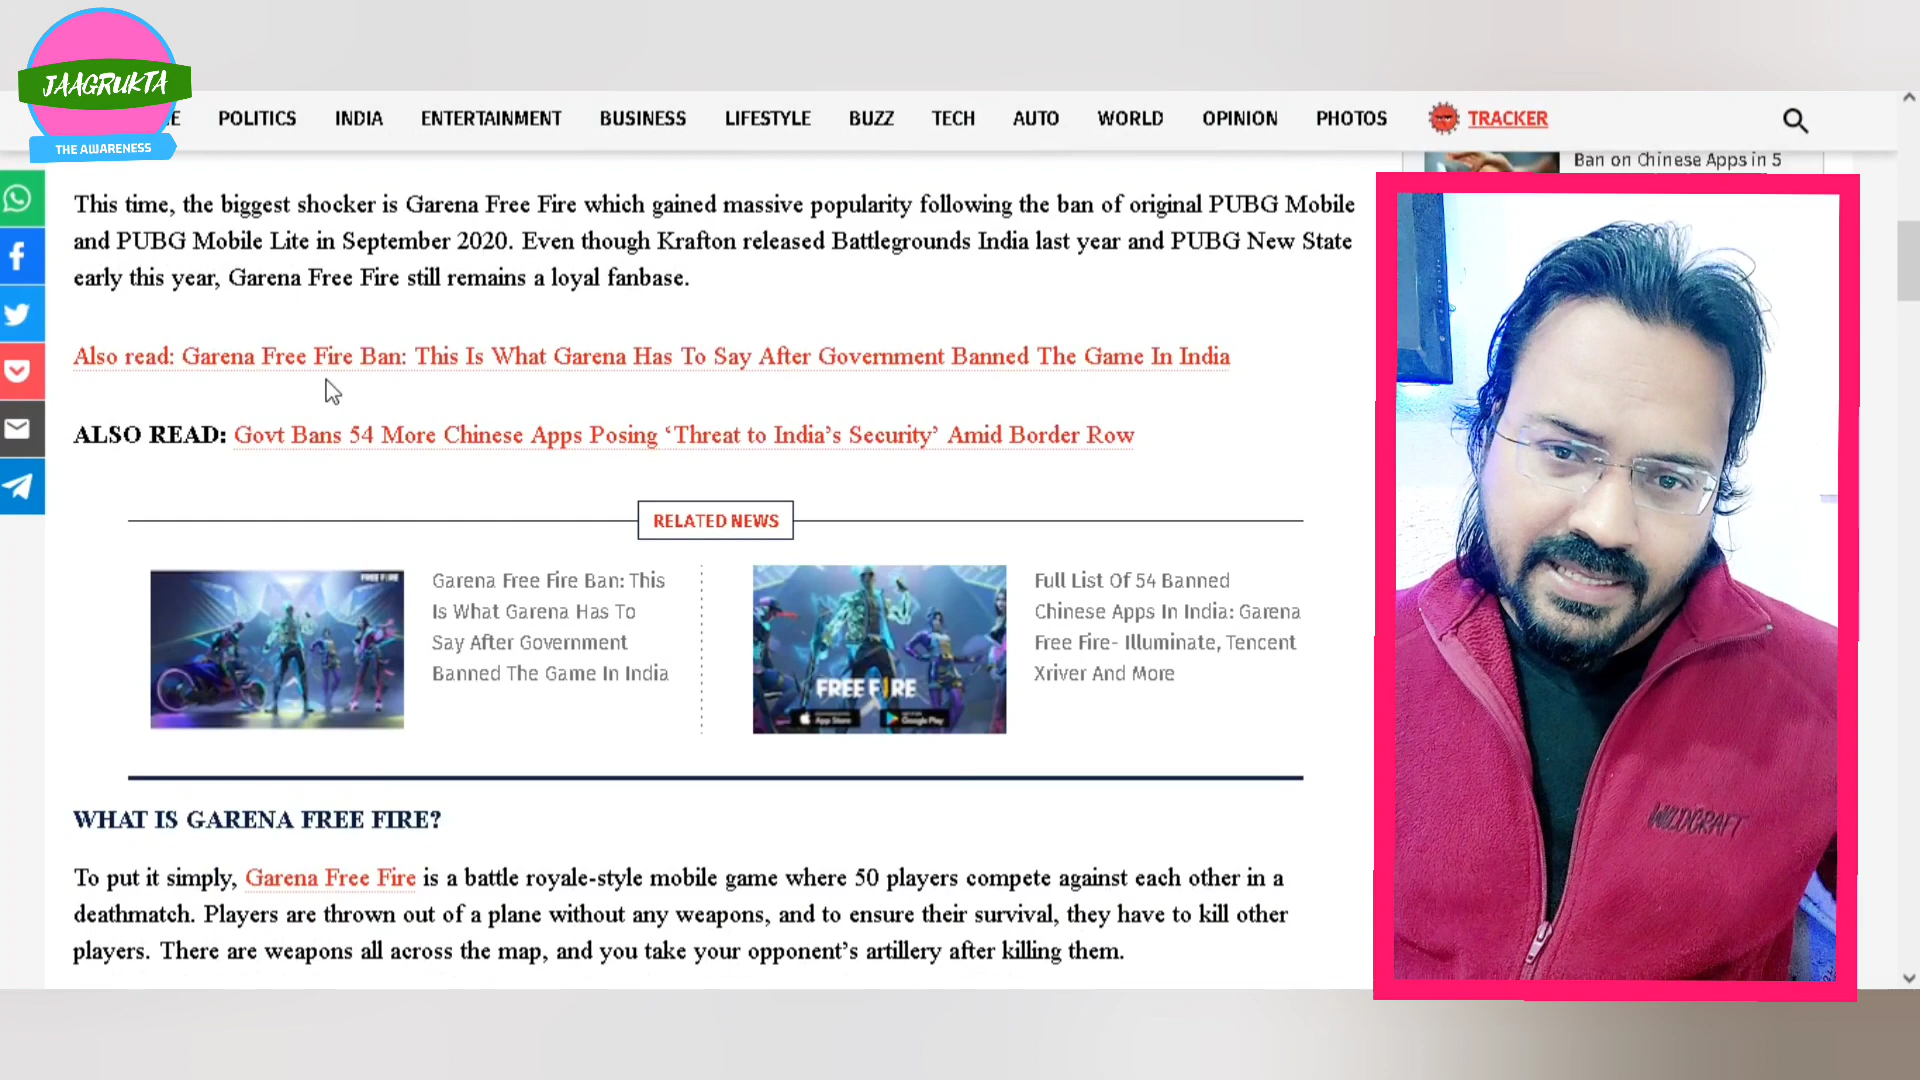 JAAGRUKTA
THE AWARENESS
E POLITICS INDIA ENTERTAINMENT BUSINESS LIFESTYLE BUZZ TECH AUTO WORLD OPINION PHOTOS TRACKER
Ban on Chinese Apps in 5
This time, the biggest shocker is Garena Free Fire which gained massive popularity following the ban of original PUBG Mobile
and PUBG Mobile Lite in September 2020. Even though Krafton released Battlegrounds India last year and PUBG New State
early this year, Garena Free Fire still remains a loyal fanbase.
Also read: Garena Free Fire Ban: This Is What Garena Has To Say After Government Banned The Game In India
ALSO READ: Govt Bans 54 More Chinese Apps Posing ‘Threat to India’s Security’ Amid Border Row
RELATED NEWS
FREE FIRE
Garena Free Fire Ban: This
Is What Garena Has To
Say After Government
Banned The Game In India
FREE FIRE
App Store Google Play
Full List Of 54 Banned
Chinese Apps In India: Garena
Free Fire- Illuminate, Tencent
Xriver And More
WHAT IS GARENA FREE FIRE?
To put it simply, Garena Free Fire is a battle royale-style mobile game where 50 players compete against each other in a
deathmatch. Players are thrown out of a plane without any weapons, and to ensure their survival, they have to kill other
players. There are weapons all across the map, and you take your opponent’s artillery after killing them.
WILDCRAFT